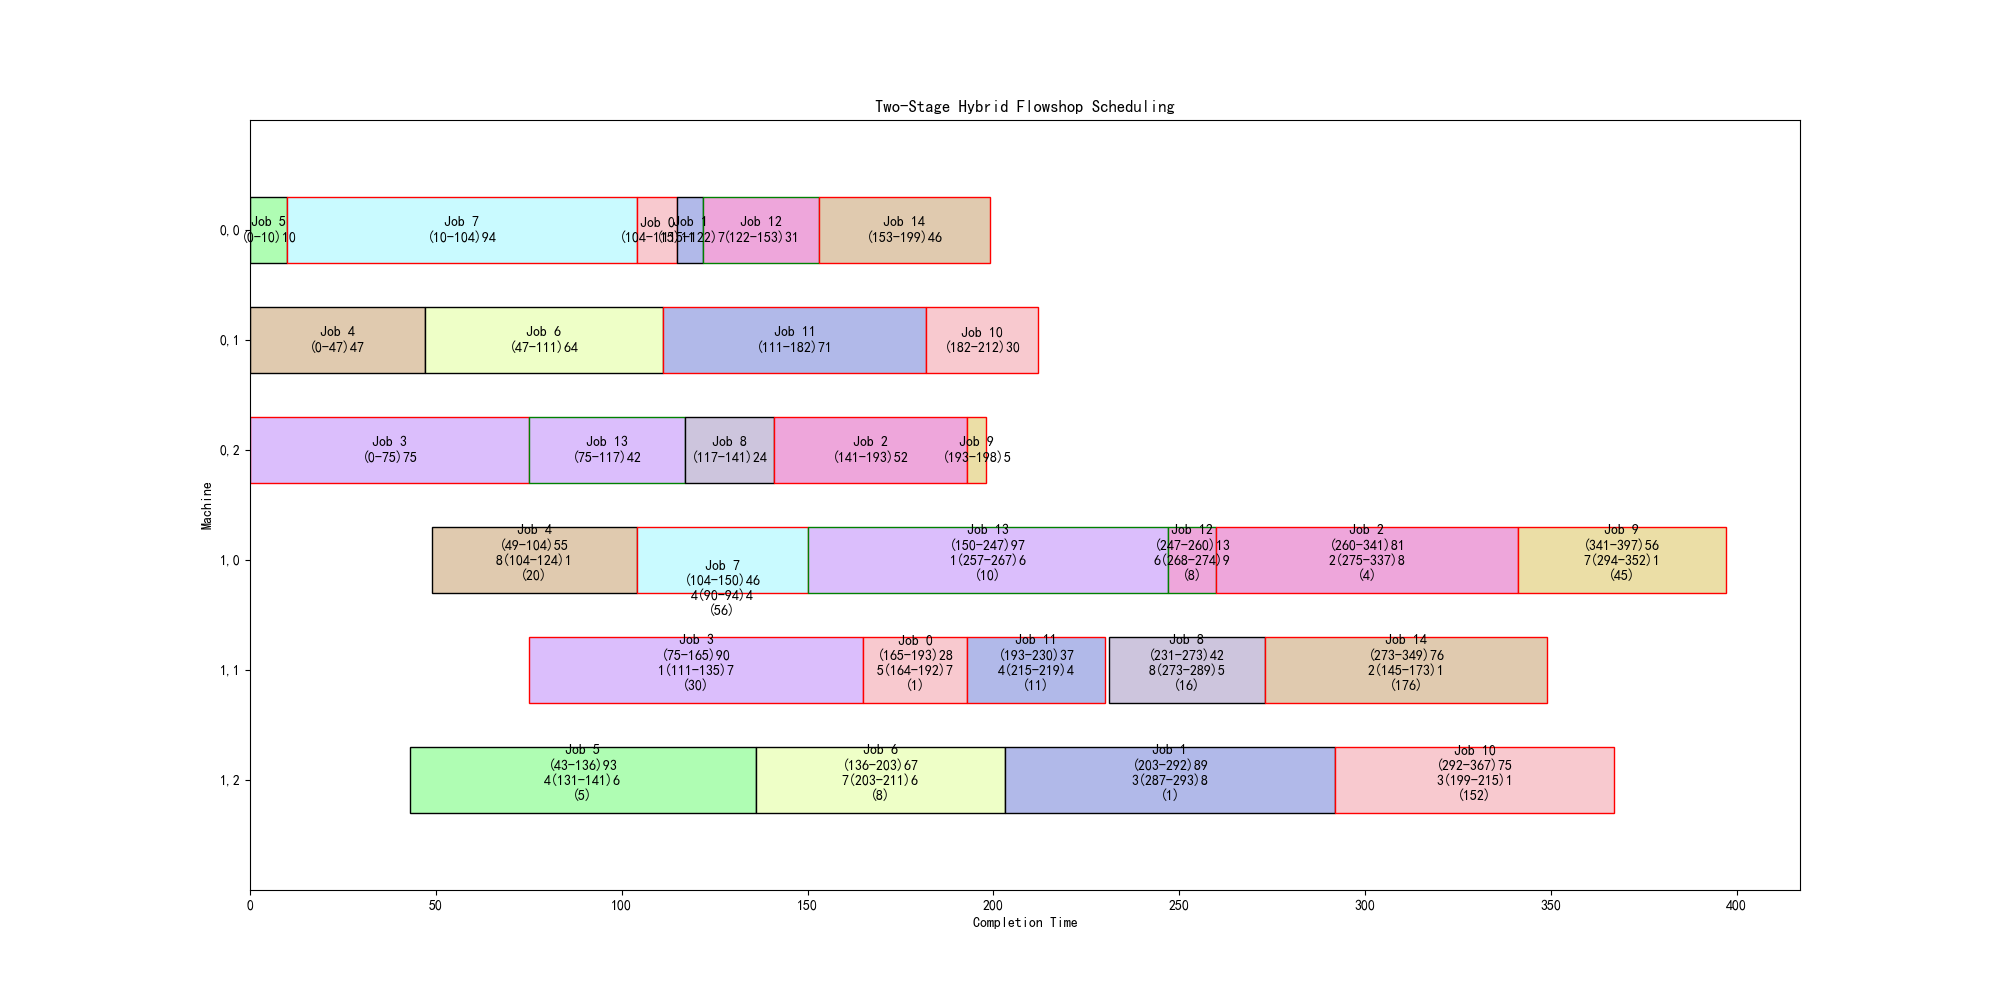 Two-Stage Hybrid Flowshop Scheduling
0,0
Job 5
(0-10)10
Job 7
(10-104)94
Job 0
(104-115)11
Job 1
(115-122)7
Job 12
(122-153)31
Job 14
(153-199)46
0,1
Job 4
(0-47)47
Job 6
(47-111)64
Job 11
(111-182)71
Job 10
(182-212)30
0,2
Job 3
(0-75)75
Job 13
(75-117)42
Job 8
(117-141)24
Job 2
(141-193)52
Job 9
(193-198)5
Machine
1,0
Job 4
(49-104)55
8(104-124)1
(20)
Job 7
(104-150)46
4(90-94)4
(56)
Job 13
(150-247)97
1(257-267)6
(10)
Job 12
(247-260)13
6(268-274)9
(8)
Job 2
(260-341)81
2(275-337)8
(4)
Job 9
(341-397)56
7(294-352)1
(45)
1,1
Job 3
(75-165)90
1(111-135)7
(30)
Job 0
(165-193)28
5(164-192)7
(1)
Job 11
(193-230)37
4(215-219)4
(11)
Job 8
(231-273)42
8(273-289)5
(16)
Job 14
(273-349)76
2(145-173)1
(176)
1,2
Job 5
(43-136)93
4(131-141)6
(5)
Job 6
(136-203)67
7(203-211)6
(8)
Job 1
(203-292)89
3(287-293)8
(1)
Job 10
(292-367)75
3(199-215)1
(152)
0
50
100
150
200
250
300
350
400
Completion Time